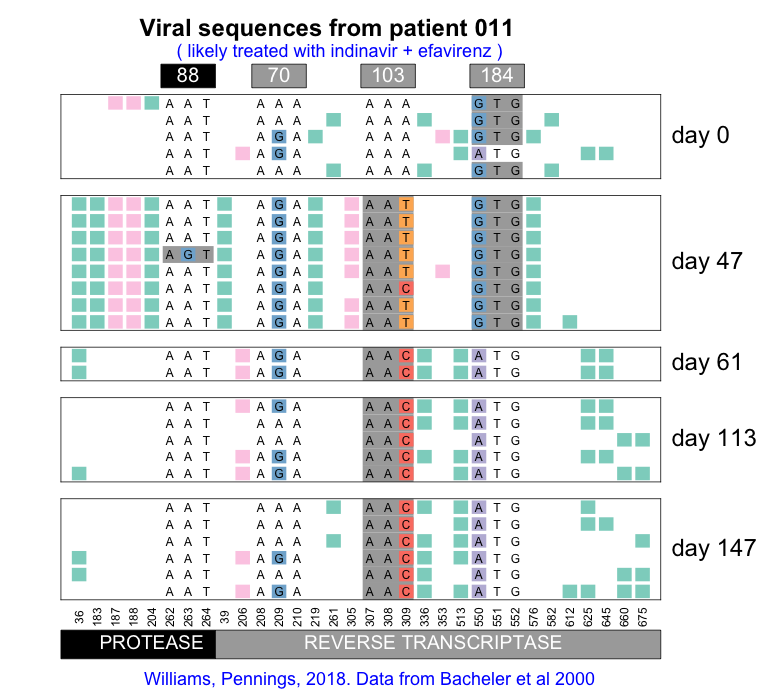 Viral sequences from patient 011
( likely treated with indinavir + efavirenz )
88 70 103 184
A A T A A A A A A G T G
A A T A A A A A A G T G
A A T A G A A A A G T G
A A T A G A A A A A T G
A A T A A A A A A G T G
day 0
A A T A G A A A T G T G
A A T A G A A A T G T G
A A T A G A A A T G T G
A G T A G A A A T G T G
A A T A G A A A T G T G
A A T A G A A A C G T G
A A T A G A A A T G T G
A A T A G A A A T G T G
day 47
A A T A G A A A C A T G
A A T A G A A A C A T G
day 61
A A T A G A A A C A T G
A A T A A A A A C A T G
A A T A A A A A C A T G
A A T A G A A A C A T G
A A T A G A A A C A T G
day 113
A A T A A A A A C A T G
A A T A A A A A C A T G
A A T A A A A A C A T G
A A T A G A A A C A T G
A A T A A A A A C A T G
A A T A G A A A C A T G
day 147
36 183 187 188 204 262 263 264 39 206 208 209 210 219 261 305 307 308 309 336 353 513 550 551 552 576 582 612 625 645 660 675
PROTEASE REVERSE TRANSCRIPTASE
Williams, Pennings, 2018. Data from Bacheler et al 2000